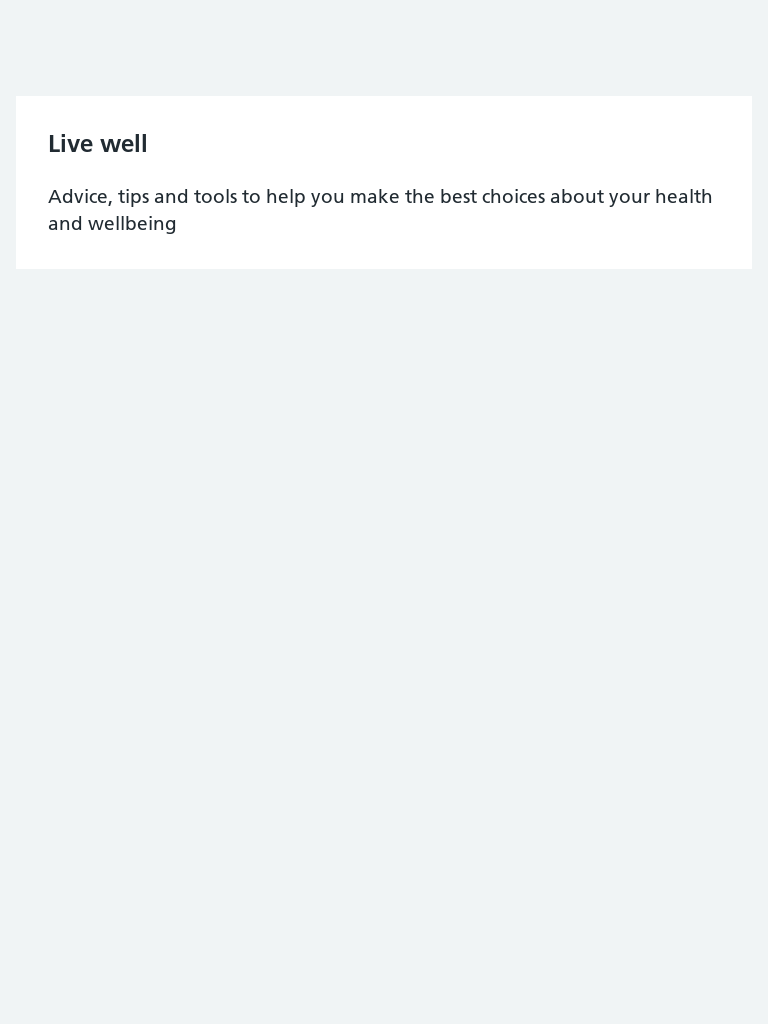 Live well
Advice, tips and tools to help you make the best choices about your health
and wellbeing